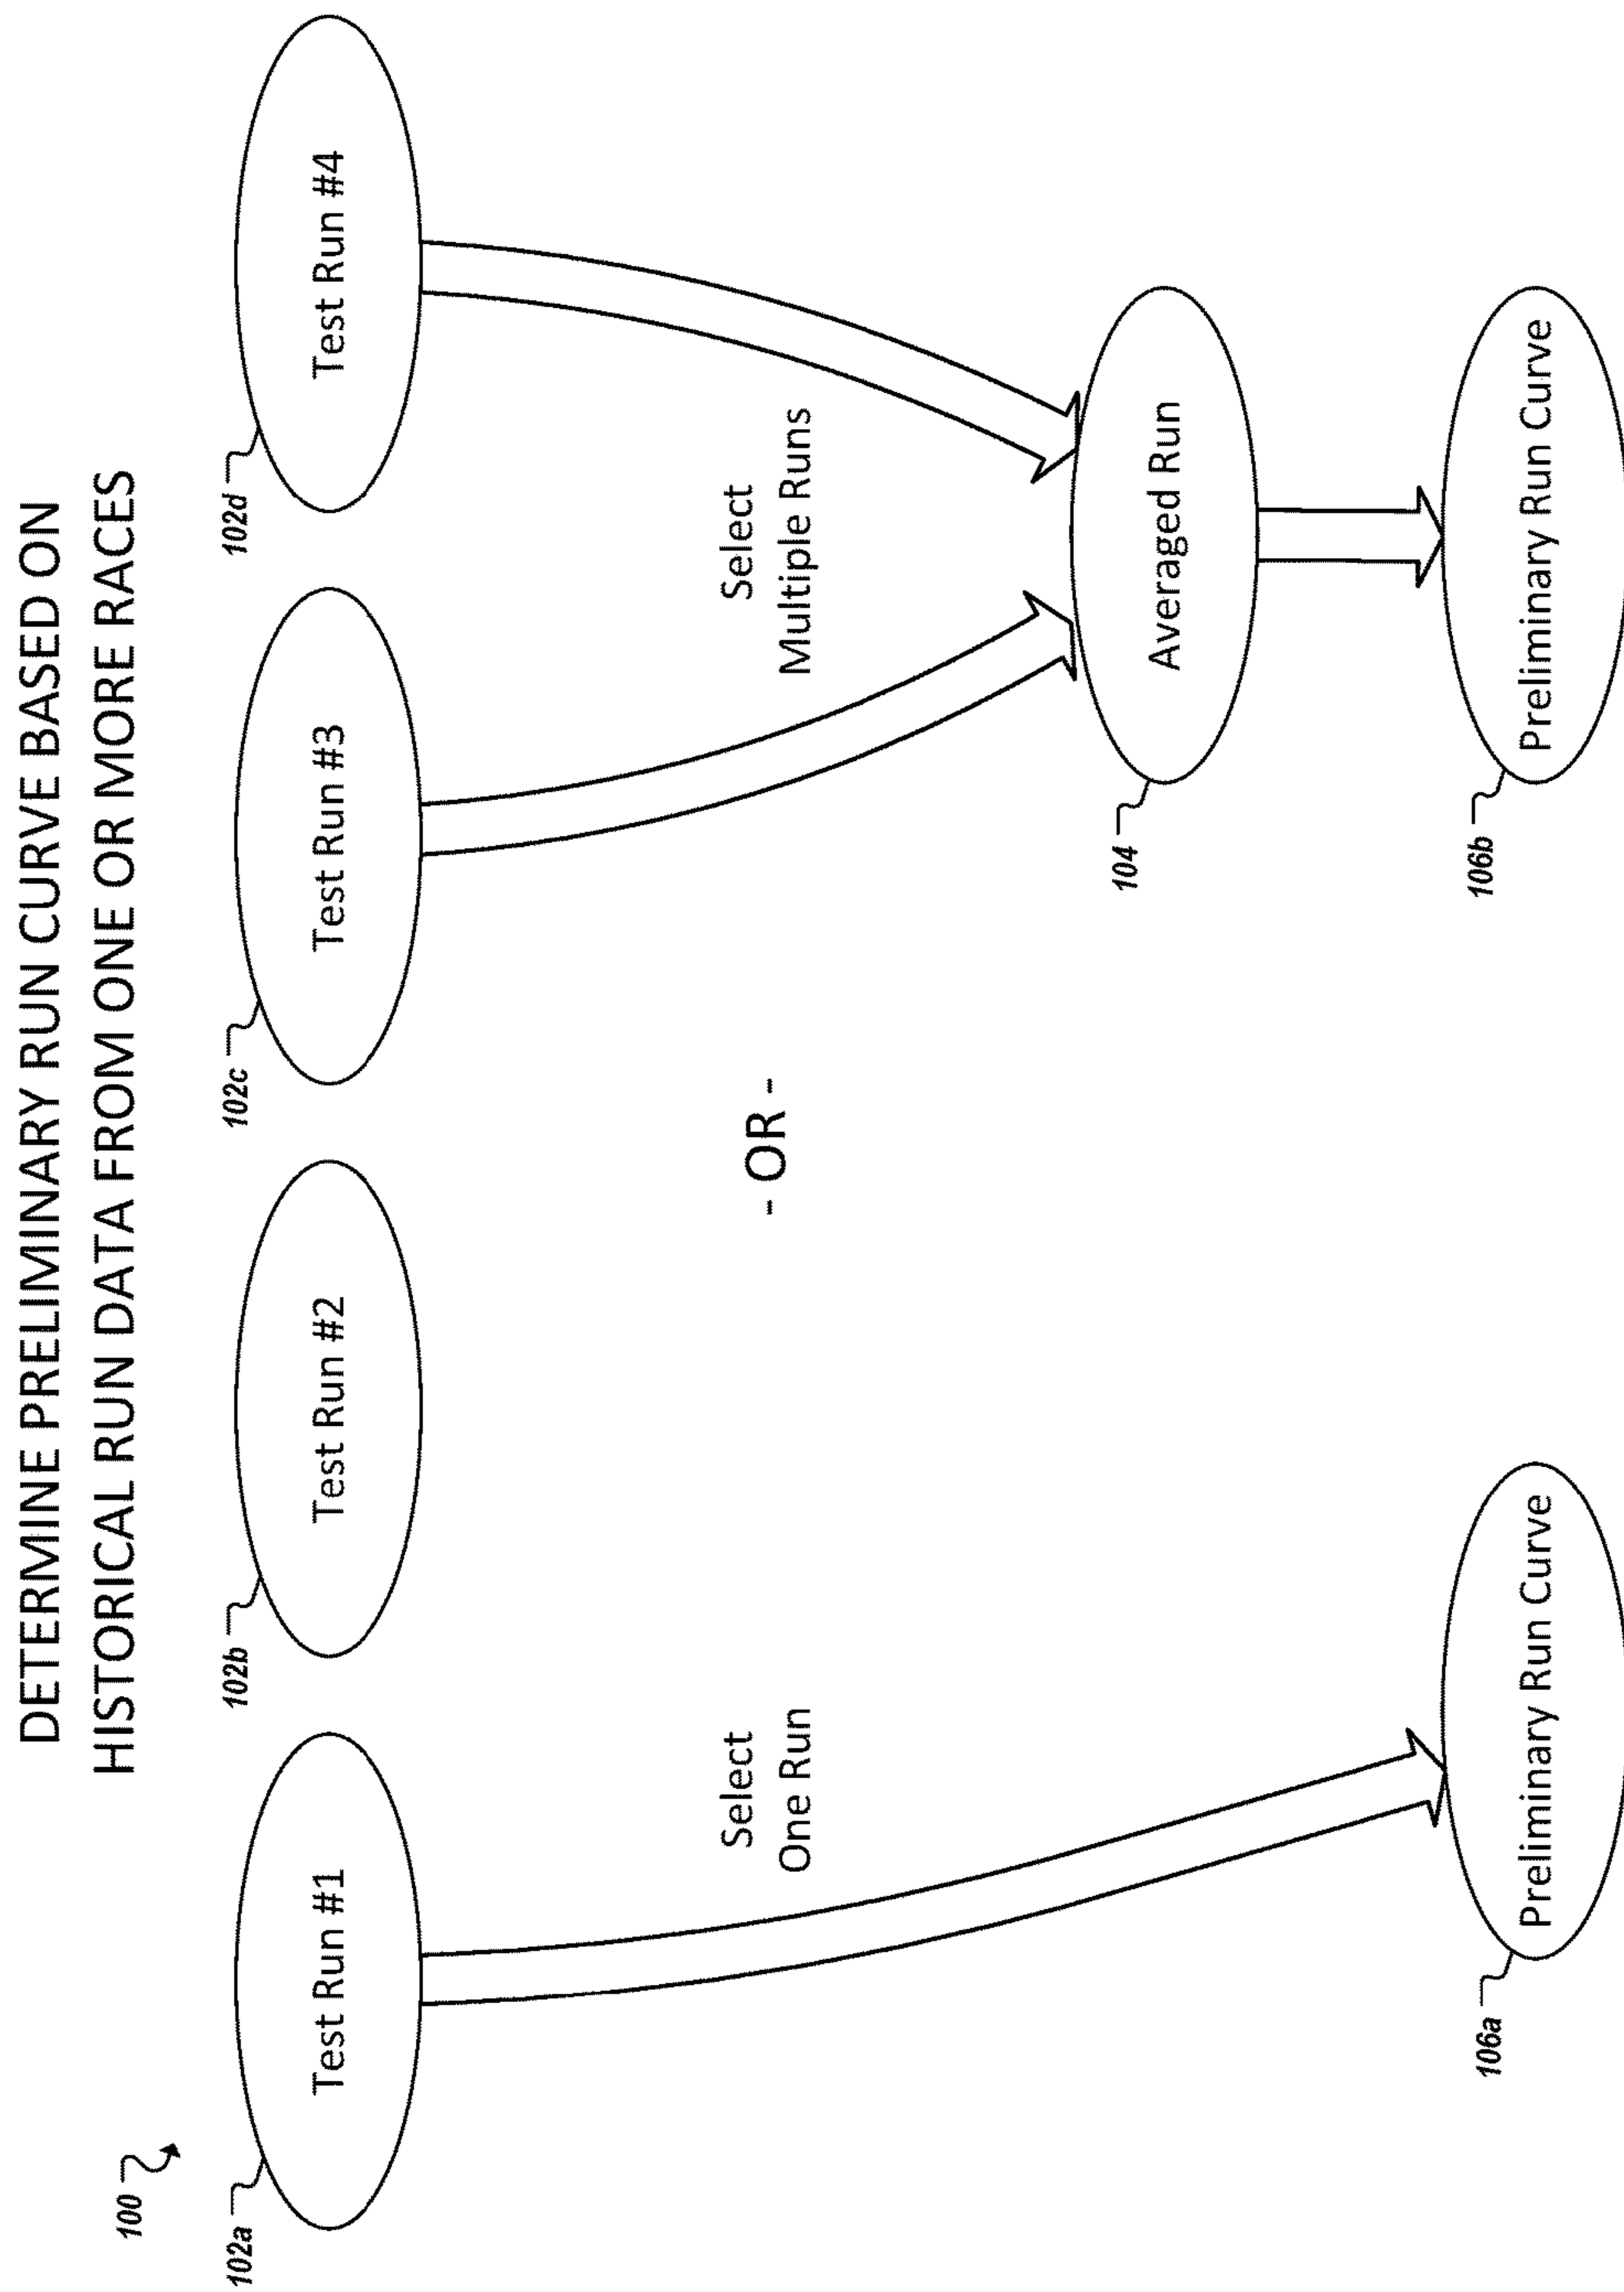 DETERMINE PRELIMINARY RUN CURVE BASED ON
HISTORICAL RUN DATA FROM ONE OR MORE RACES
100
102a
Test Run #1
102b
Test Run #2
102c
Test Run #3
102d
Test Run #4
Select
One Run
- OR -
Select
Multiple Runs
104
Averaged Run
106a
Preliminary Run Curve
106b
Preliminary Run Curve